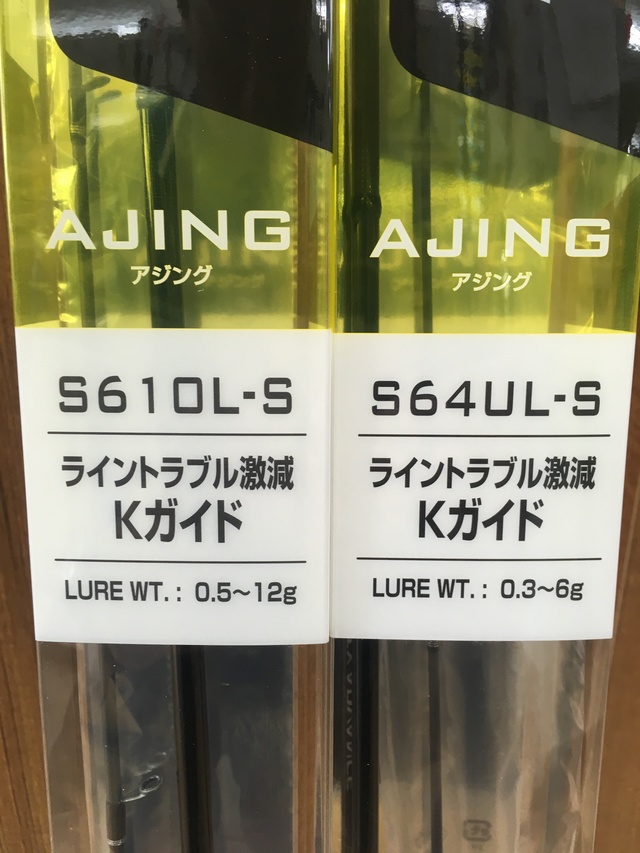 AJING
アジング
S610L-S
ライントラブル激減
Kガイド
LURE WT.: 0.5～12g
AJING
アジング
S64UL-S
ライントラブル激減
Kガイド
LURE WT.: 0.3～6g